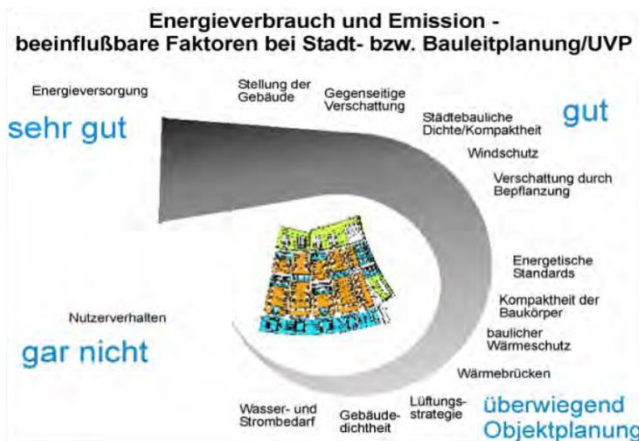 Energieverbrauch und Emission -
beeinflußbare Faktoren bei Stadt- bzw. Bauleitplanung/UVP
Energieversorgung
sehr gut
Stellung der
Gebäude
Gegenseitige
Verschattung
Städtebauliche
Dichte/Kompaktheit
gut
Windschutz
Verschattung durch
Bepflanzung
Energetische
Standards
Kompaktheit der
Baukörper
baulicher
Wärmeschutz
Wärmebrücken
überwiegend
Objektplanung
Lüftungs-
strategie
Gebäude-
dichtheit
Wasser- und
Strombedarf
Nutzerverhalten
gar nicht